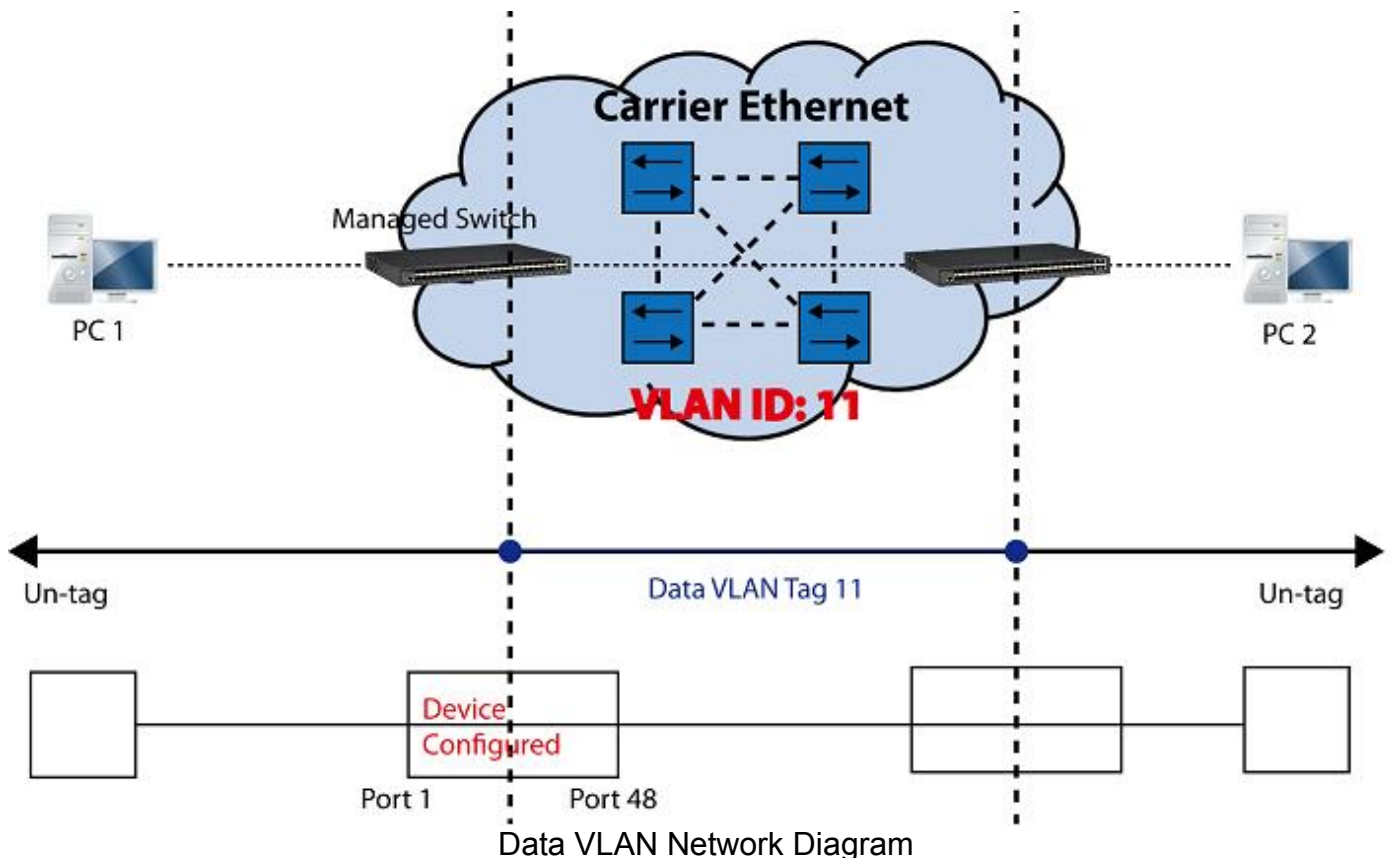 Carrier Ethernet
Managed Switch
PC 1
PC 2
VLAN ID: 11
Un-tag
Data VLAN Tag 11
Un-tag
Device
Configured
Port 1
Port 48
Data VLAN Network Diagram